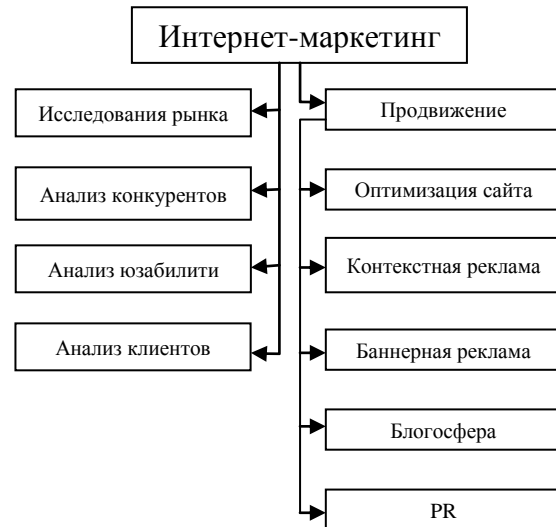 Интернет-маркетинг
Исследования рынка
Анализ конкурентов
Анализ юзабилити
Анализ клиентов
Продвижение
Оптимизация сайта
Контекстная реклама
Баннерная реклама
Блогосфера
PR